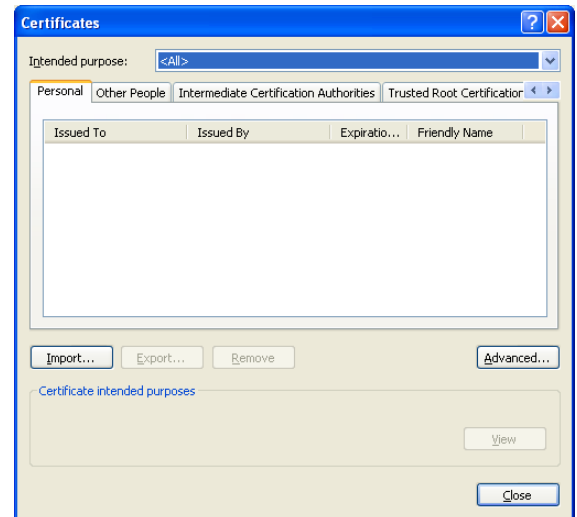 Certificates
Intended purpose: <All>
Personal Other People Intermediate Certification Authorities Trusted Root Certification
Issued To Issued By Expiratio... Friendly Name
Import... Export... Remove Advanced...
Certificate intended purposes
View
Close